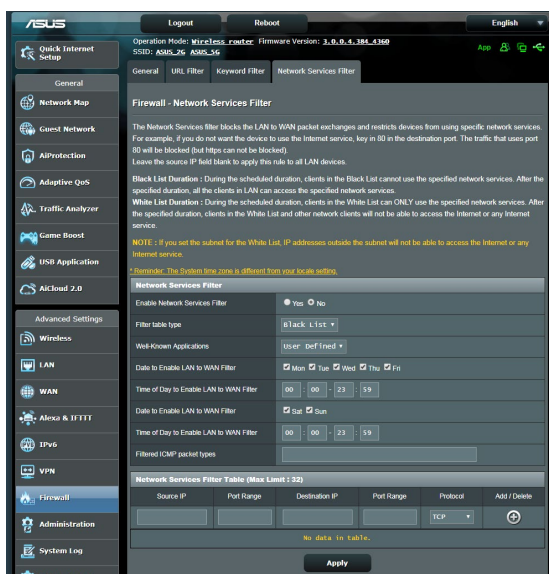 ASUS
Logout
Reboot
English
Operation Mode: Wireless router Firmware Version: 3.0.0.4.384_4360
SSID: ASUS_2G ASUS_5G
App
Quick Internet
Setup
General
Network Map
Guest Network
AiProtection
Adaptive QoS
Traffic Analyzer
Game Boost
USB Application
AiCloud 2.0
Advanced Settings
Wireless
LAN
WAN
Alexa & IFTTT
IPv6
VPN
Firewall
Administration
System Log
General
URL Filter
Keyword Filter
Network Services Filter
Firewall - Network Services Filter
The Network Services filter blocks the LAN to WAN packet exchanges and restricts devices from using specific network services.
For example, if you do not want the device to use the Internet service, key in 80 in the destination port. The traffic that uses port
80 will be blocked (but https can not be blocked).
Leave the source IP field blank to apply this rule to all LAN devices.
Black List Duration : During the scheduled duration, clients in the Black List cannot use the specified network services. After the
specified duration, all the clients in LAN can access the specified network services.
White List Duration : During the scheduled duration, clients in the White List can ONLY use the specified network services. After
the specified duration, clients in the White List and other network clients will not be able to access the Internet or any Internet
service.
NOTE : If you set the subnet for the White List, IP addresses outside the subnet will not be able to access the Internet or any
Internet service.
* Reminder: The System time zone is different from your locale setting.
Network Services Filter
Enable Network Services
Filter
Yes No
Filter table type
Black List
Well-Known Applications
User Defined
Date to Enable LAN to WAN Filter
Mon Tue Wed Thu Fri
Time of Day to Enable LAN to WAN Filter
00 : 00 - 23 : 59
Date to Enable LAN to WAN Filter
Sat Sun
Time of Day to Enable LAN to WAN Filter
00 : 00 - 23 : 59
Filtered ICMP packet types
Network Services Filter Table (Max Limit : 32)
Source IP
Port Range
Destination IP
Port Range
Protocol
Add / Delete
TCP
No data in table.
Apply